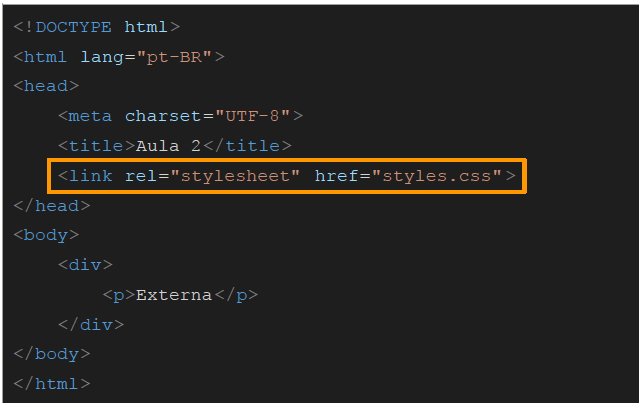 <!DOCTYPE html>
<html lang="pt-BR">
<head>
    <meta charset="UTF-8">
    <title>Aula 2</title>
    <link rel="stylesheet" href="styles.css">
</head>
<body>
    <div>
        <p>Externa</p>
    </div>
</body>
</html>